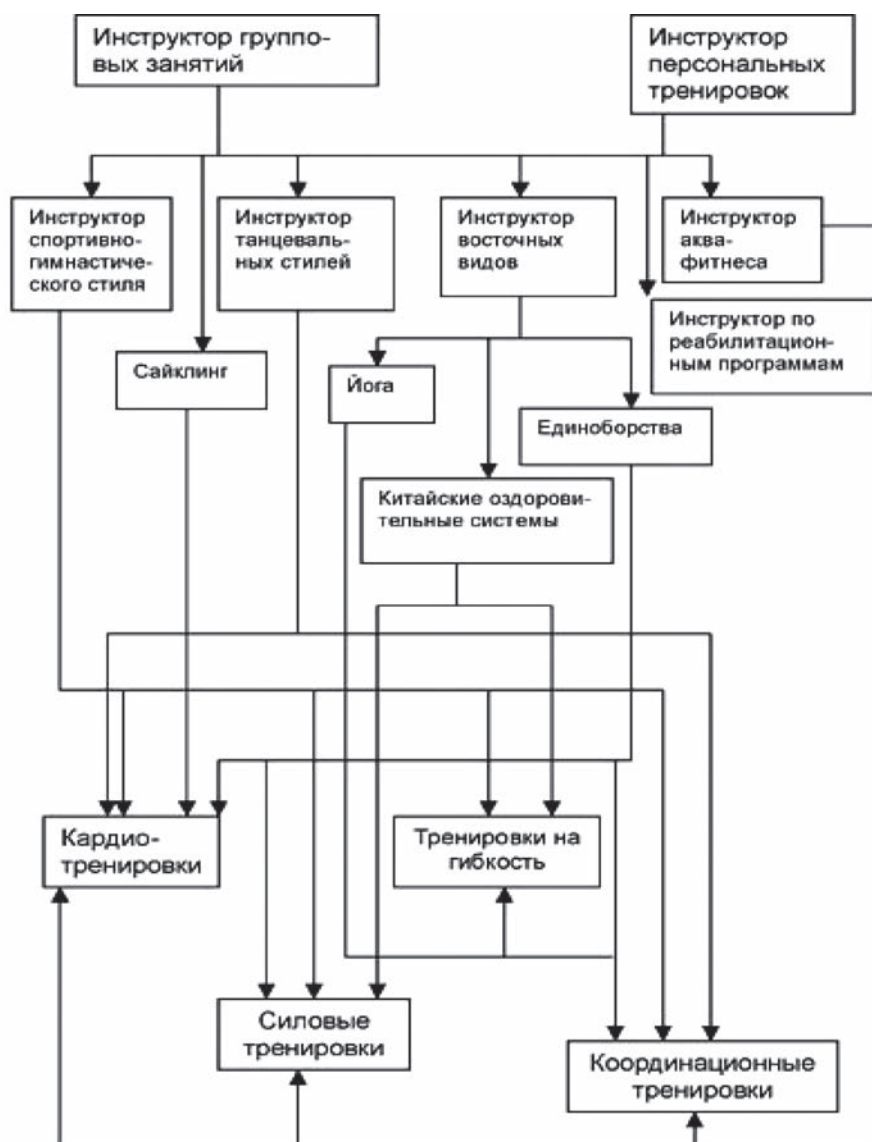 Инструктор группо-
вых занятий
Инструктор
персональных
тренировок
Инструктор
спортивно-
гимнастиче-
ского стиля
Инструктор
танцеваль-
ных стилей
Инструктор
восточных
видов
Инструктор
аква-
фитнеса
Инструктор по
реабилитацион-
ным программам
Сайклинг
Йога
Единоборства
Китайские оздорови-
тельные системы
Кардио-
тренировки
Тренировки на
гибкость
Силовые
тренировки
Координационные
тренировки